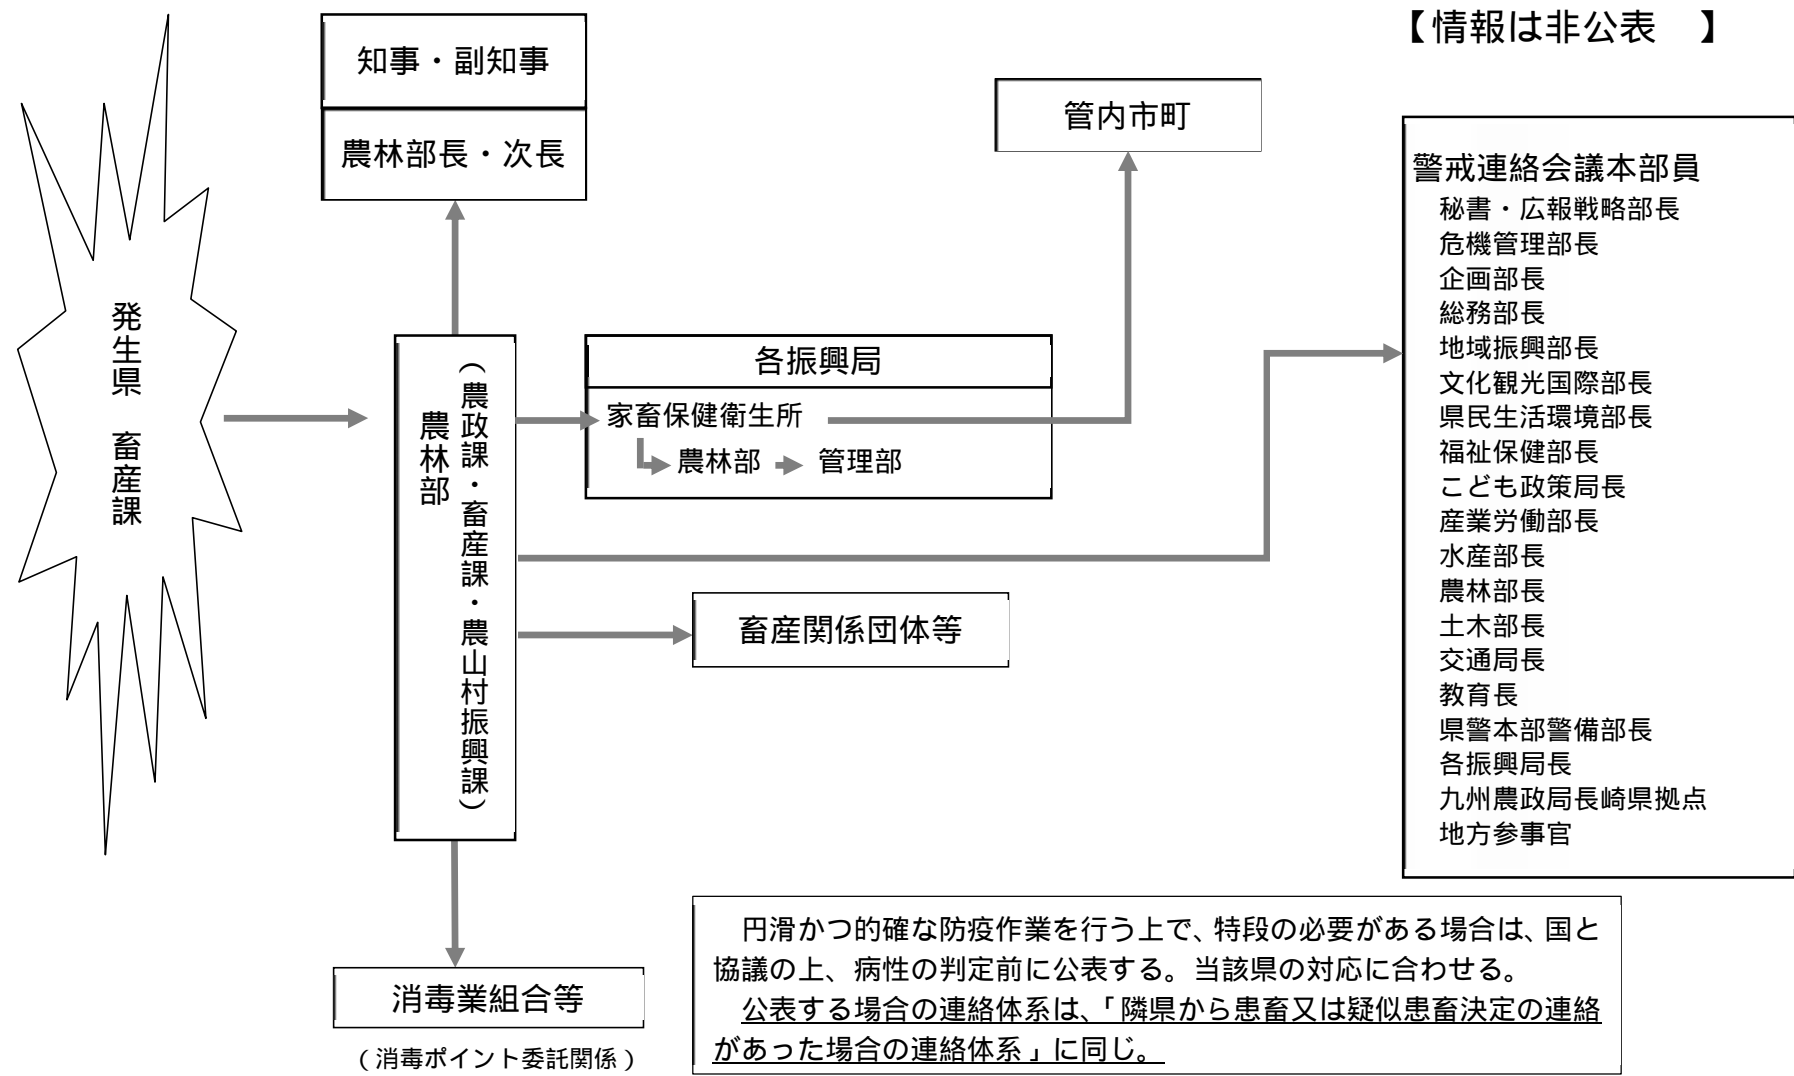 【情報は非公表　】
知事・副知事
農林部長・次長
管内市町
発生県　畜産課
農林部
(農政課・畜産課・農山村振興課)
各振興局
家畜保健衛生所
農林部
管理部
畜産関係団体等
消毒業組合等
(消毒ポイント委託関係)
警戒連絡会議本部員
秘書・広報戦略部長
危機管理部長
企画部長
総務部長
地域振興部長
文化観光国際部長
県民生活環境部長
福祉保健部長
こども政策局長
産業労働部長
水産部長
農林部長
土木部長
交通局長
教育長
県警本部警備部長
各振興局長
九州農政局長崎県拠点
地方参事官
円滑かつ的確な防疫作業を行う上で、特段の必要がある場合は、国と
協議の上、病性の判定前に公表する。当該県の対応に合わせる。
公表する場合の連絡体系は、「隣県から患畜又は疑似患畜決定の連絡
があった場合の連絡体系」に同じ。